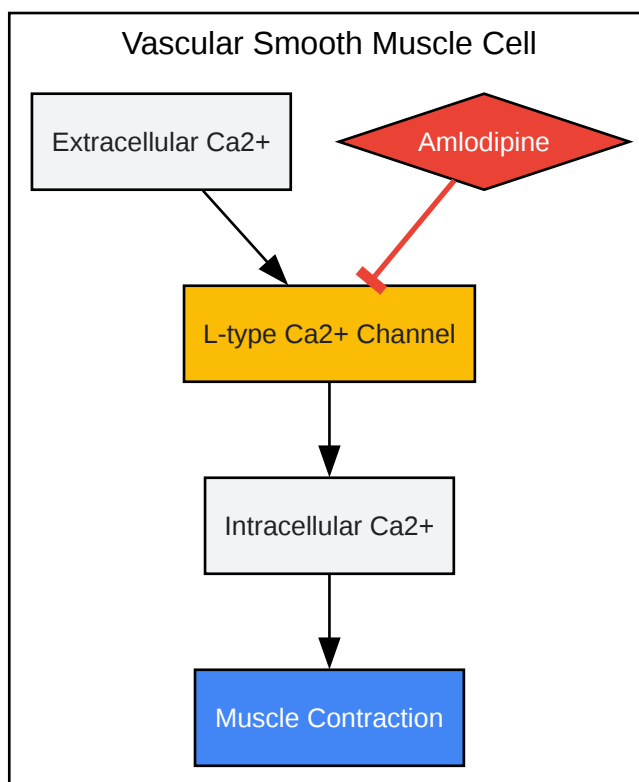 Vascular Smooth Muscle Cell
Extracellular Ca2+
Amlodipine
L-type Ca2+ Channel
Intracellular Ca2+
Muscle Contraction